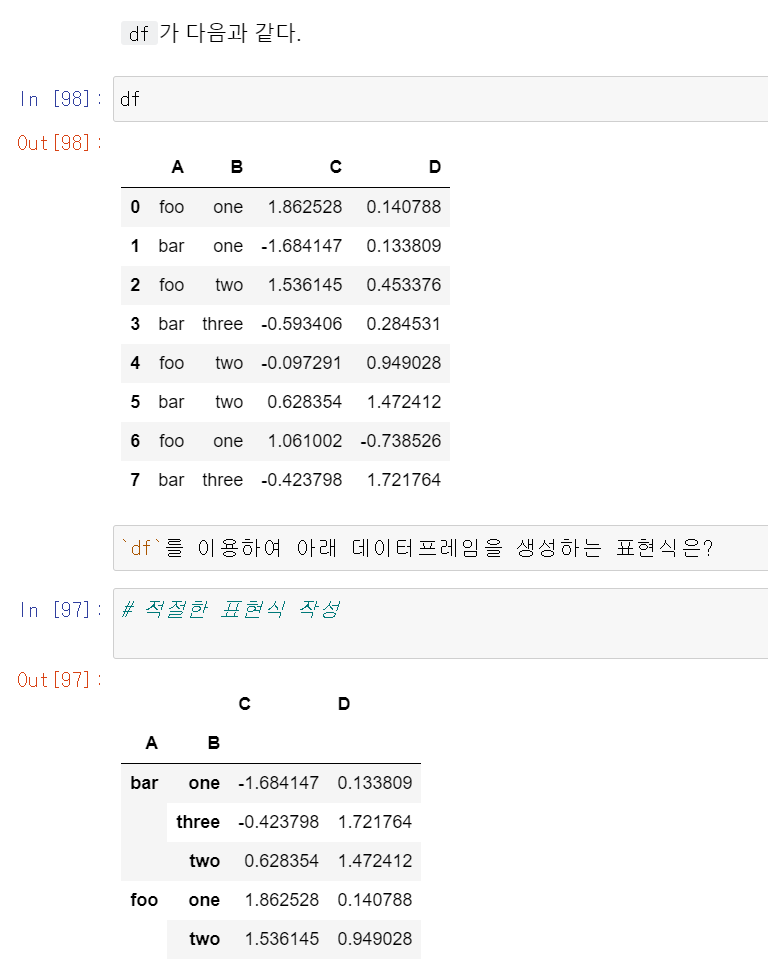 df 가 다음과 같다.
In [98]: df
Out[98]:
A B C D
0 foo one 1.862528 0.140788
1 bar one -1.684147 0.133809
2 foo two 1.536145 0.453376
3 bar three -0.593406 0.284531
4 foo two -0.097291 0.949028
5 bar two 0.628354 1.472412
6 foo one 1.061002 -0.738526
7 bar three -0.423798 1.721764
`df`를 이용하여 아래 데이터프레임을 생성하는 표현식은?
In [97]: # 적절한 표현식 작성
Out[97]:
C D
A B
bar one -1.684147 0.133809
three -0.423798 1.721764
two 0.628354 1.472412
foo one 1.862528 0.140788
two 1.536145 0.949028